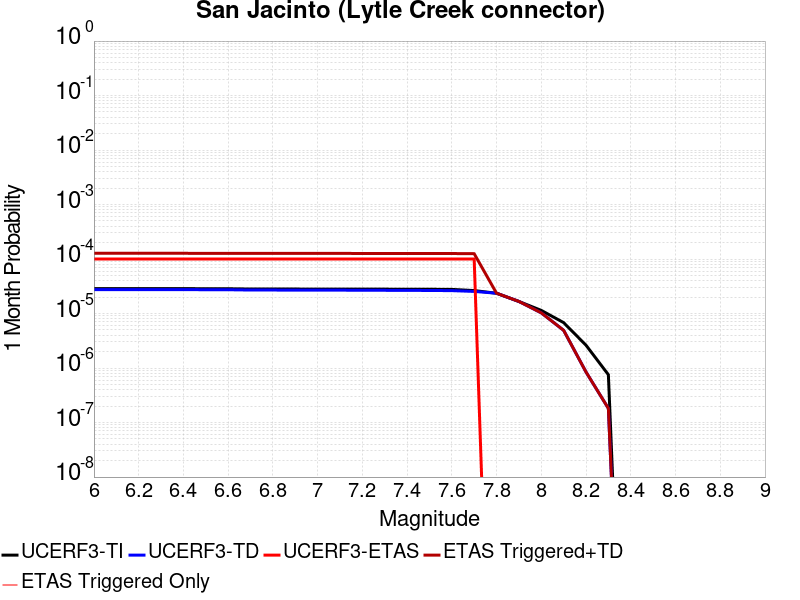 San Jacinto (Lytle Creek connector)
10^0
10^-1
10^-2
10^-3
10^-4
10^-5
10^-6
10^-7
10^-8
1 Month Probability
6 6.2 6.4 6.6 6.8 7 7.2 7.4 7.6 7.8 8 8.2 8.4 8.6 8.8 9
Magnitude
UCERF3-TI UCERF3-TD UCERF3-ETAS ETAS Triggered+TD
ETAS Triggered Only